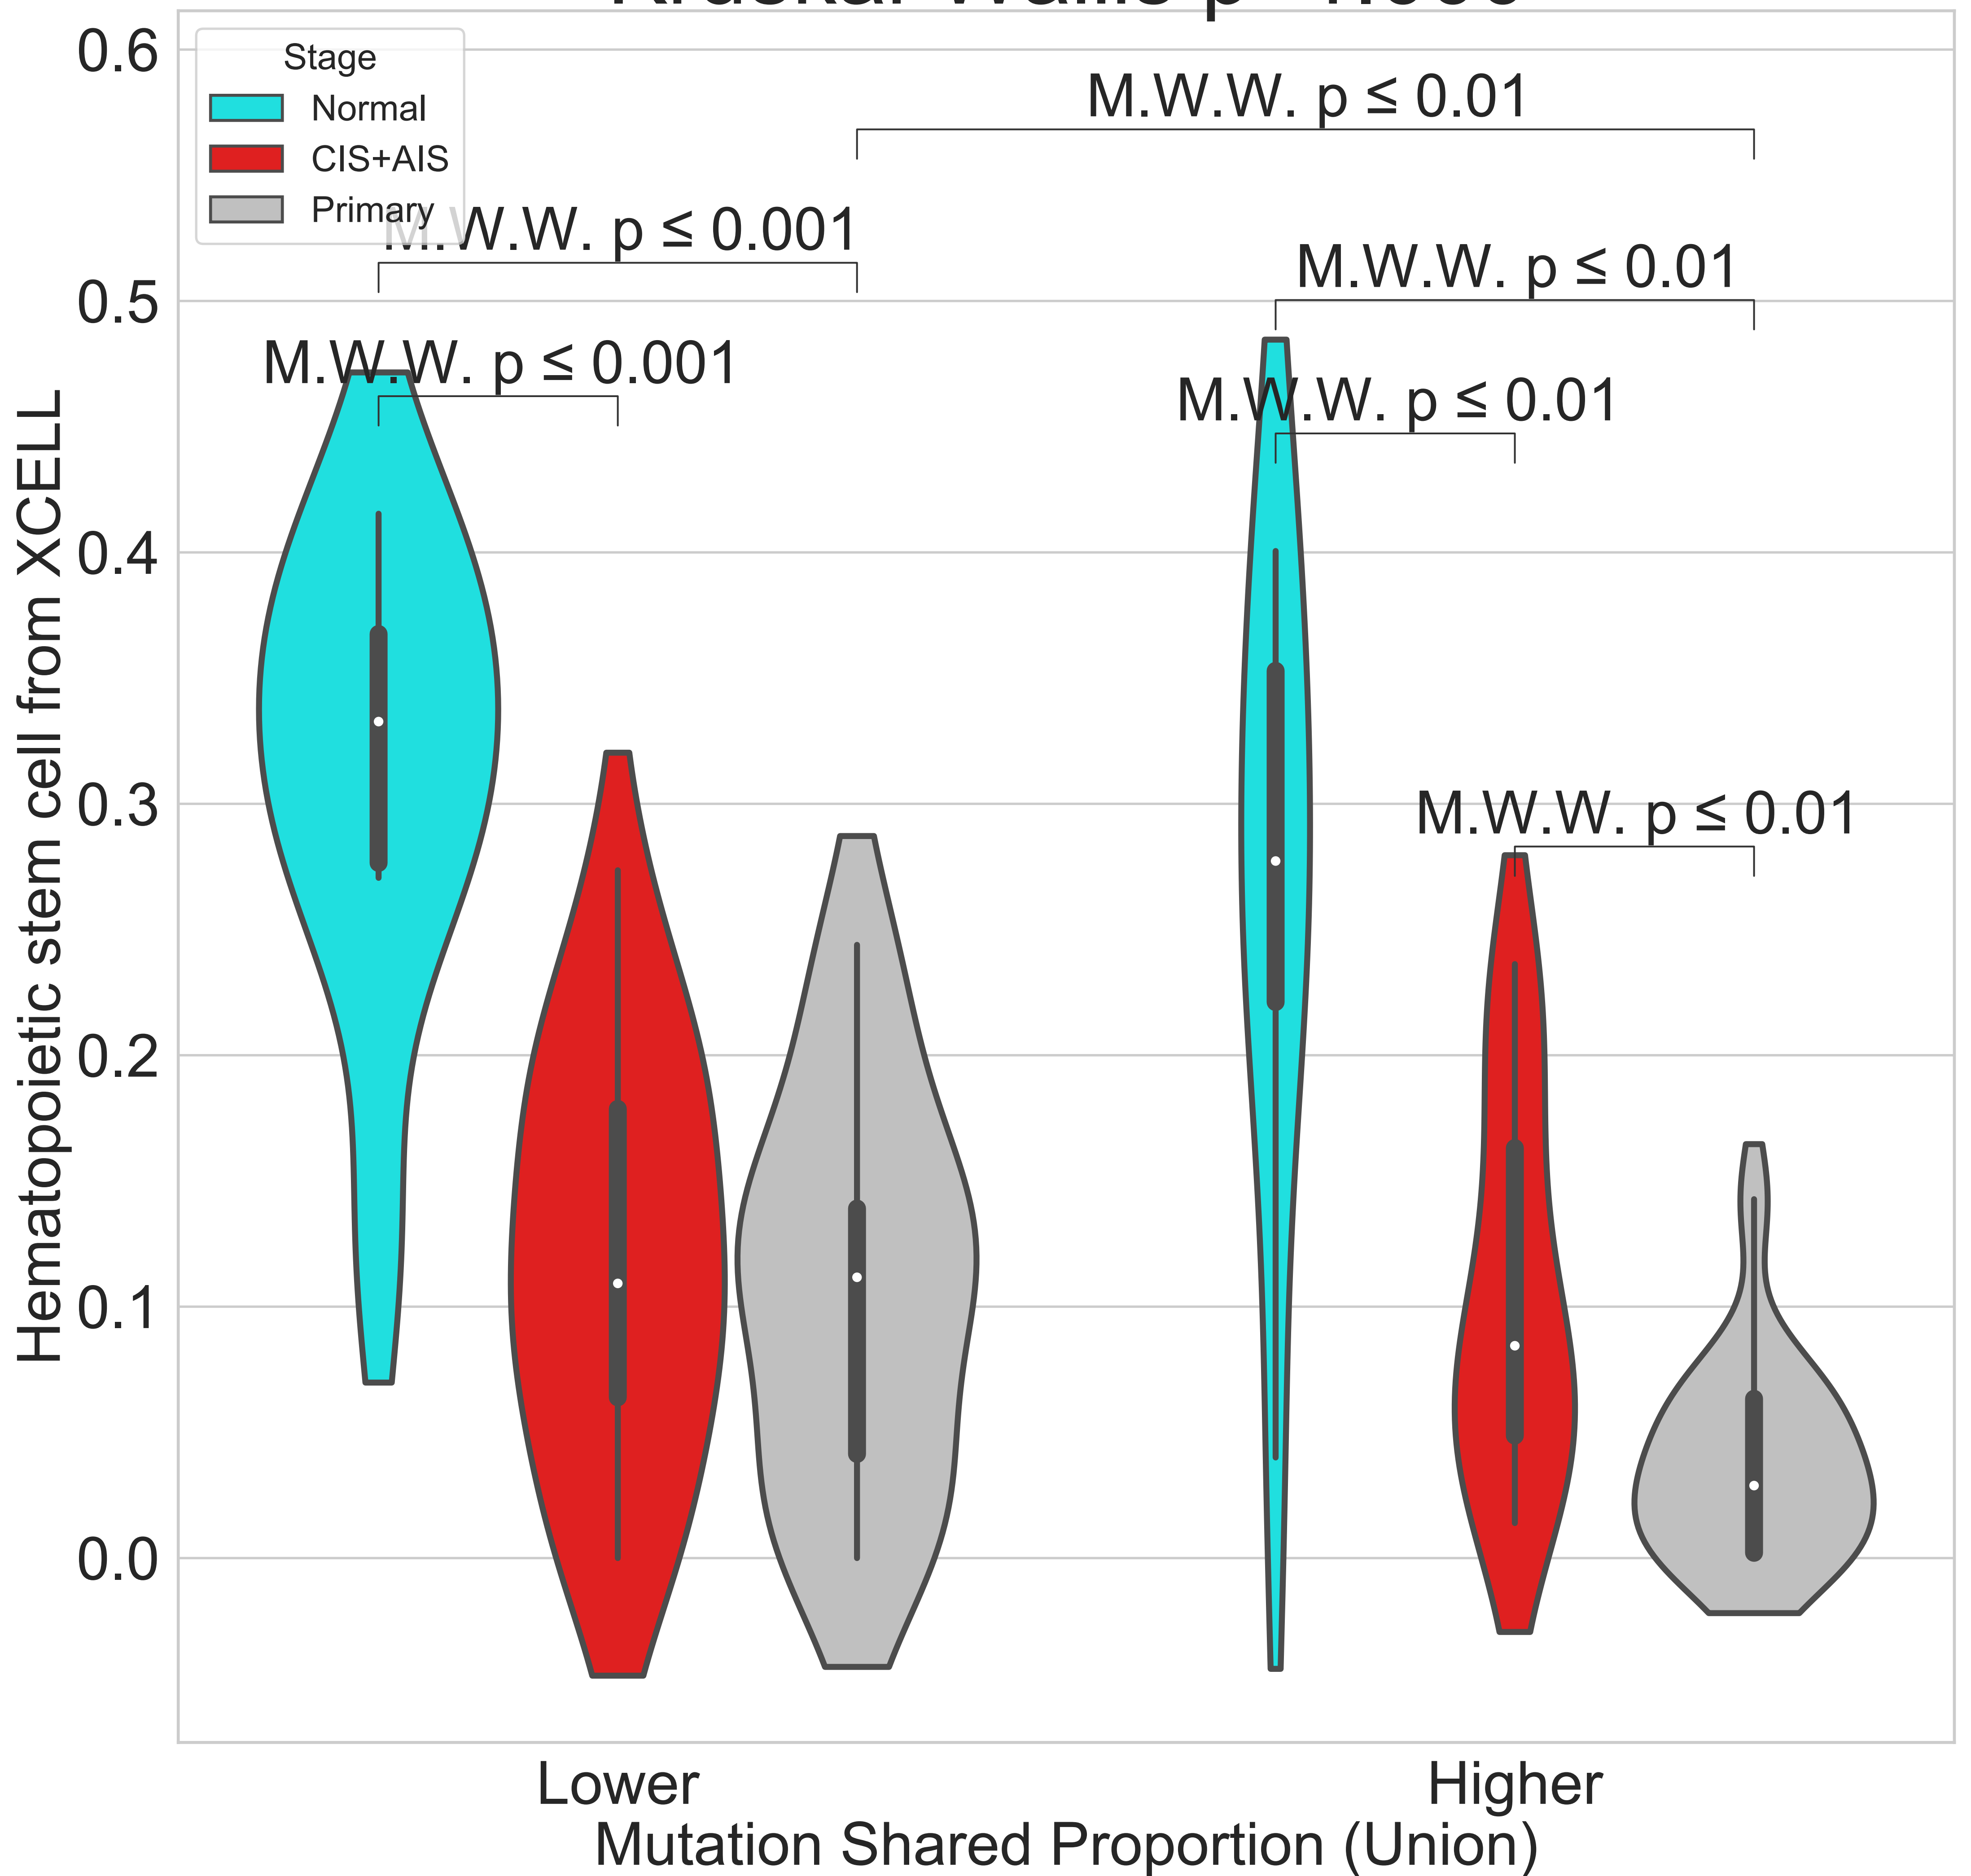 0.6
0.5
0.4
0.3
0.2
0.1
0.0
Hematopoietic stem cell from XCELL
Stage
Normal
CIS+AIS
Primary
M.W.W. p ≤ 0.01
M.W.W. p ≤ 0.001
M.W.W. p ≤ 0.01
M.W.W. p ≤ 0.001
M.W.W. p ≤ 0.01
M.W.W. p ≤ 0.01
Lower
Higher
Mutation Shared Proportion (Union)